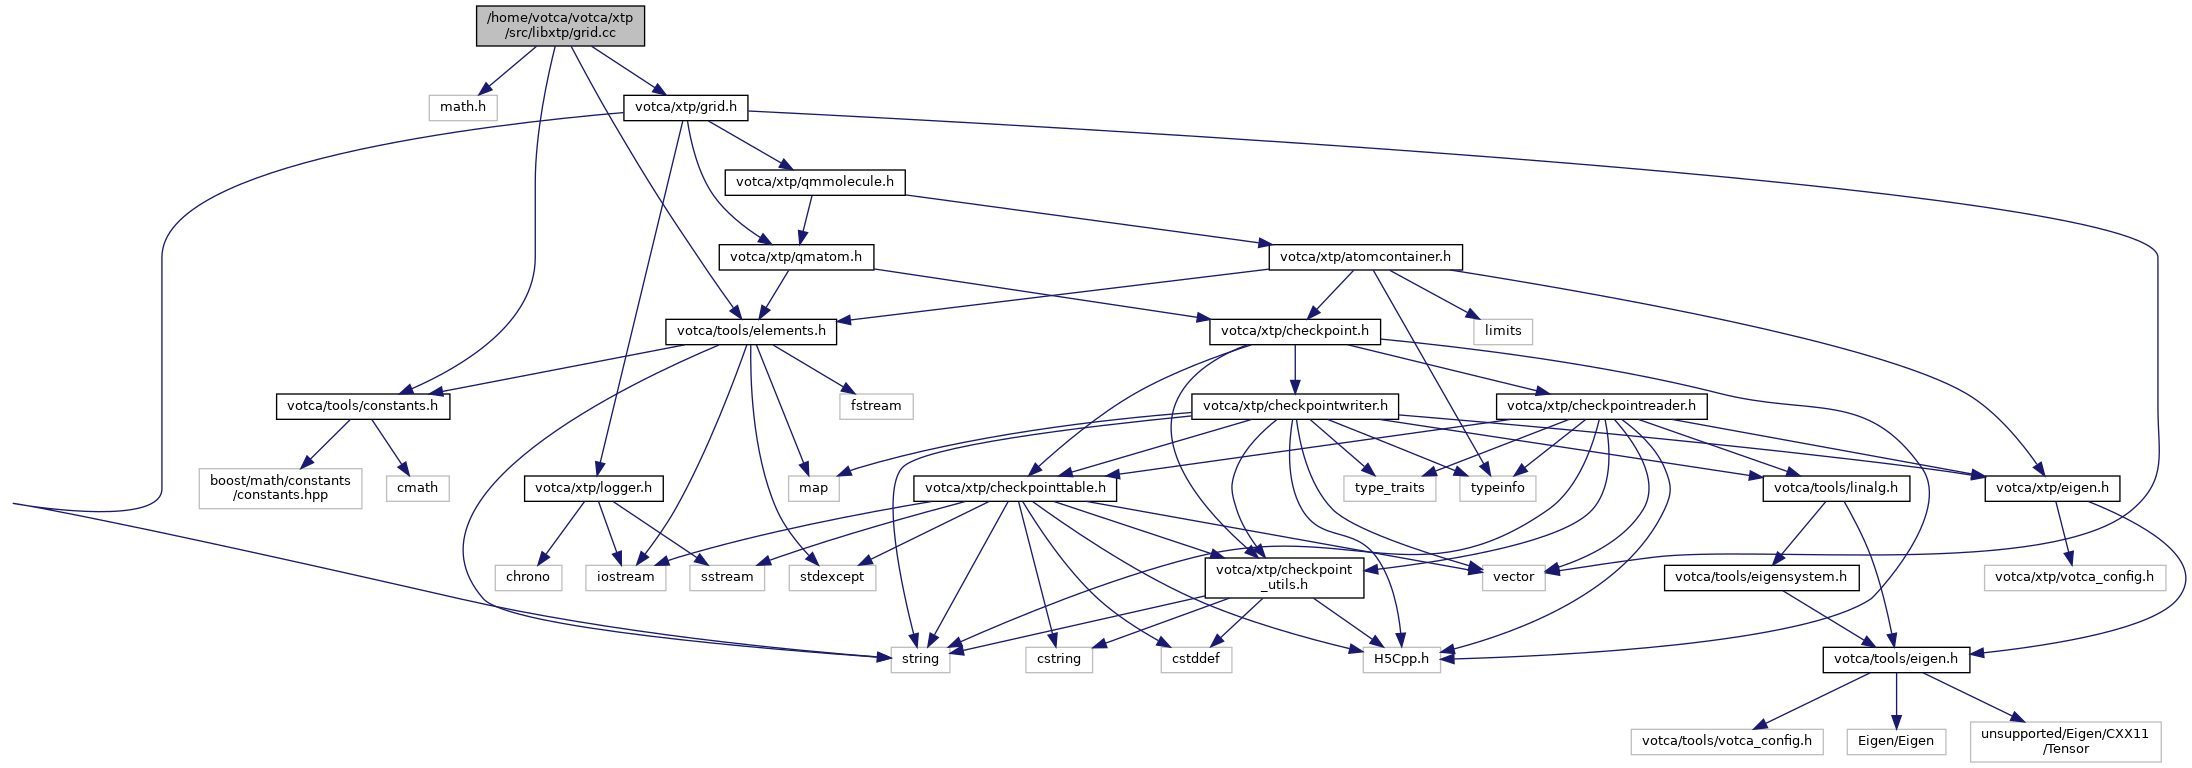 /home/votca/votca/xtp
/src/libxtp/grid.cc
math.h
votca/xtp/grid.h
votca/xtp/qmmolecule.h
votca/xtp/qmatom.h
votca/xtp/atomcontainer.h
votca/tools/elements.h
votca/xtp/checkpoint.h
limits
votca/tools/constants.h
fstream
votca/xtp/checkpointwriter.h
votca/xtp/checkpointreader.h
boost/math/constants
/constants.hpp
cmath
votca/xtp/logger.h
map
votca/xtp/checkpointtable.h
type_traits
typeinfo
votca/tools/linalg.h
votca/xtp/eigen.h
chrono
iostream
sstream
stdexcept
votca/xtp/checkpoint
_utils.h
vector
votca/tools/eigensystem.h
votca/xtp/votca_config.h
string
cstring
cstddef
H5Cpp.h
votca/tools/eigen.h
votca/tools/votca_config.h
Eigen/Eigen
unsupported/Eigen/CXX11
/Tensor